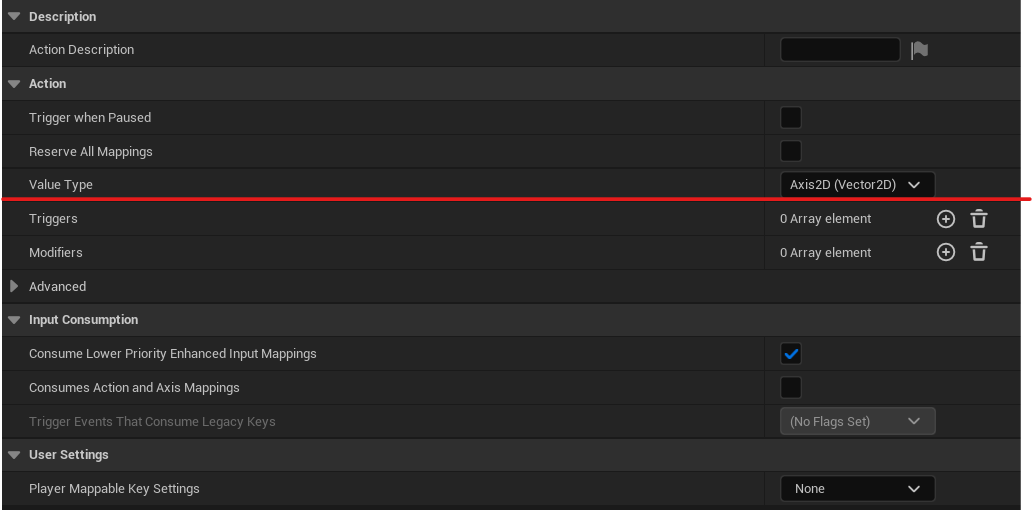 Description
Action Description
Action
Trigger when Paused
Reserve All Mappings
Value Type Axis2D (Vector2D)
Triggers 0 Array element
Modifiers 0 Array element
Advanced
Input Consumption
Consume Lower Priority Enhanced Input Mappings
Consumes Action and Axis Mappings
Trigger Events That Consume Legacy Keys (No Flags Set)
User Settings
Player Mappable Key Settings None